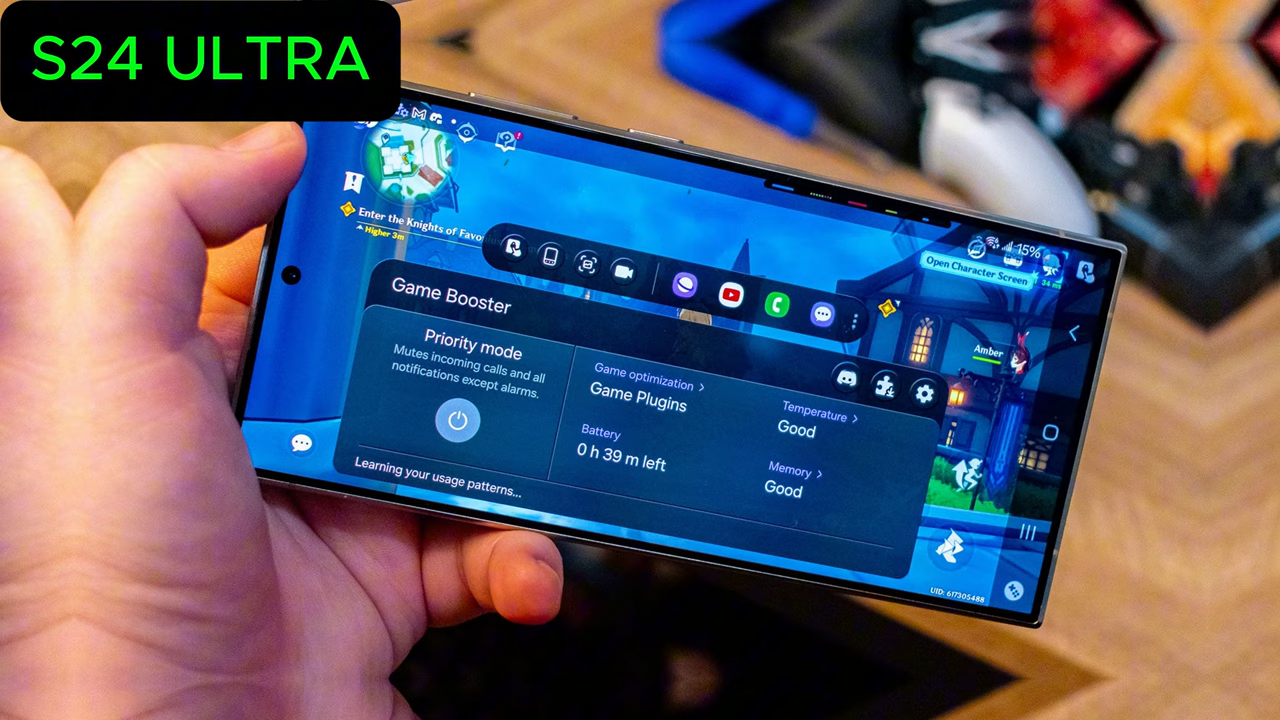 S24 ULTRA
15%
Enter the Knights of Favo
Higher 3m
Open Character Screen
34 ms
Game Booster
Amber
Priority mode
Mutes incoming calls and all
notifications except alarms.
Game optimization >
Game Plugins
Temperature >
Good
Battery
0 h 39 m left
Memory >
Good
Learning your usage patterns...
UID: 617305488